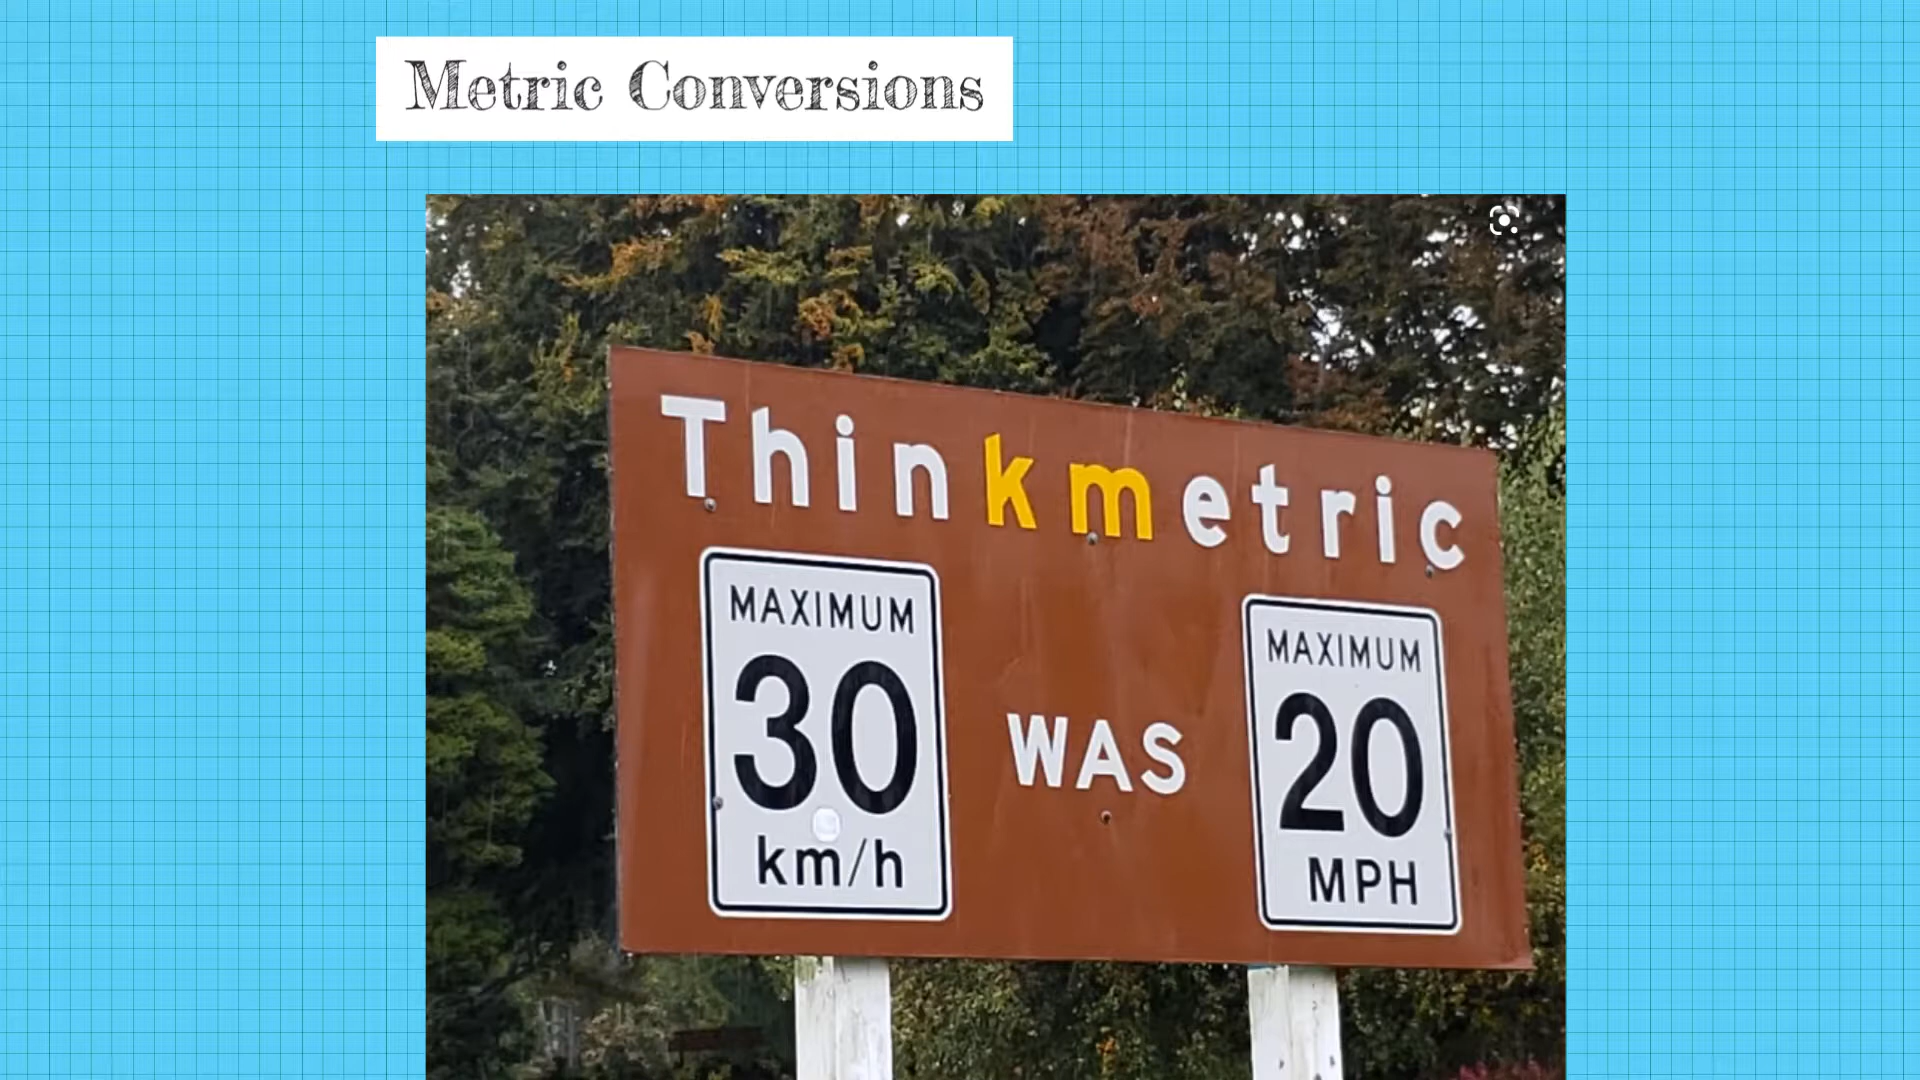 Metric Conversions
Thinkmetric
MAXIMUM
30
km/h
WAS
MAXIMUM
20
MPH